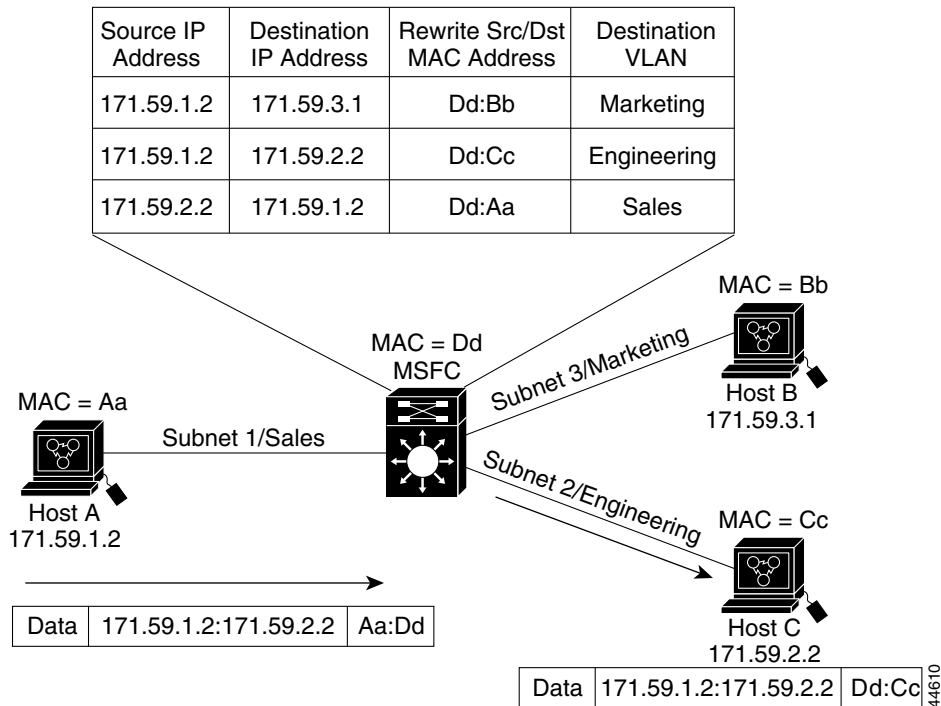 Source IP Address
Destination IP Address
Rewrite Src/Dst MAC Address
Destination VLAN
171.59.1.2
171.59.3.1
Dd:Bb
Marketing
171.59.1.2
171.59.2.2
Dd:Cc
Engineering
171.59.2.2
171.59.1.2
Dd:Aa
Sales
MAC = Bb
MAC = Dd
MSFC
Subnet 3/Marketing
Host B
171.59.3.1
MAC = Aa
Subnet 1/Sales
Subnet 2/Engineering
Host A
171.59.1.2
MAC = Cc
Data
171.59.1.2:171.59.2.2
Aa:Dd
Host C
171.59.2.2
Data
171.59.1.2:171.59.2.2
Dd:Cc
44610